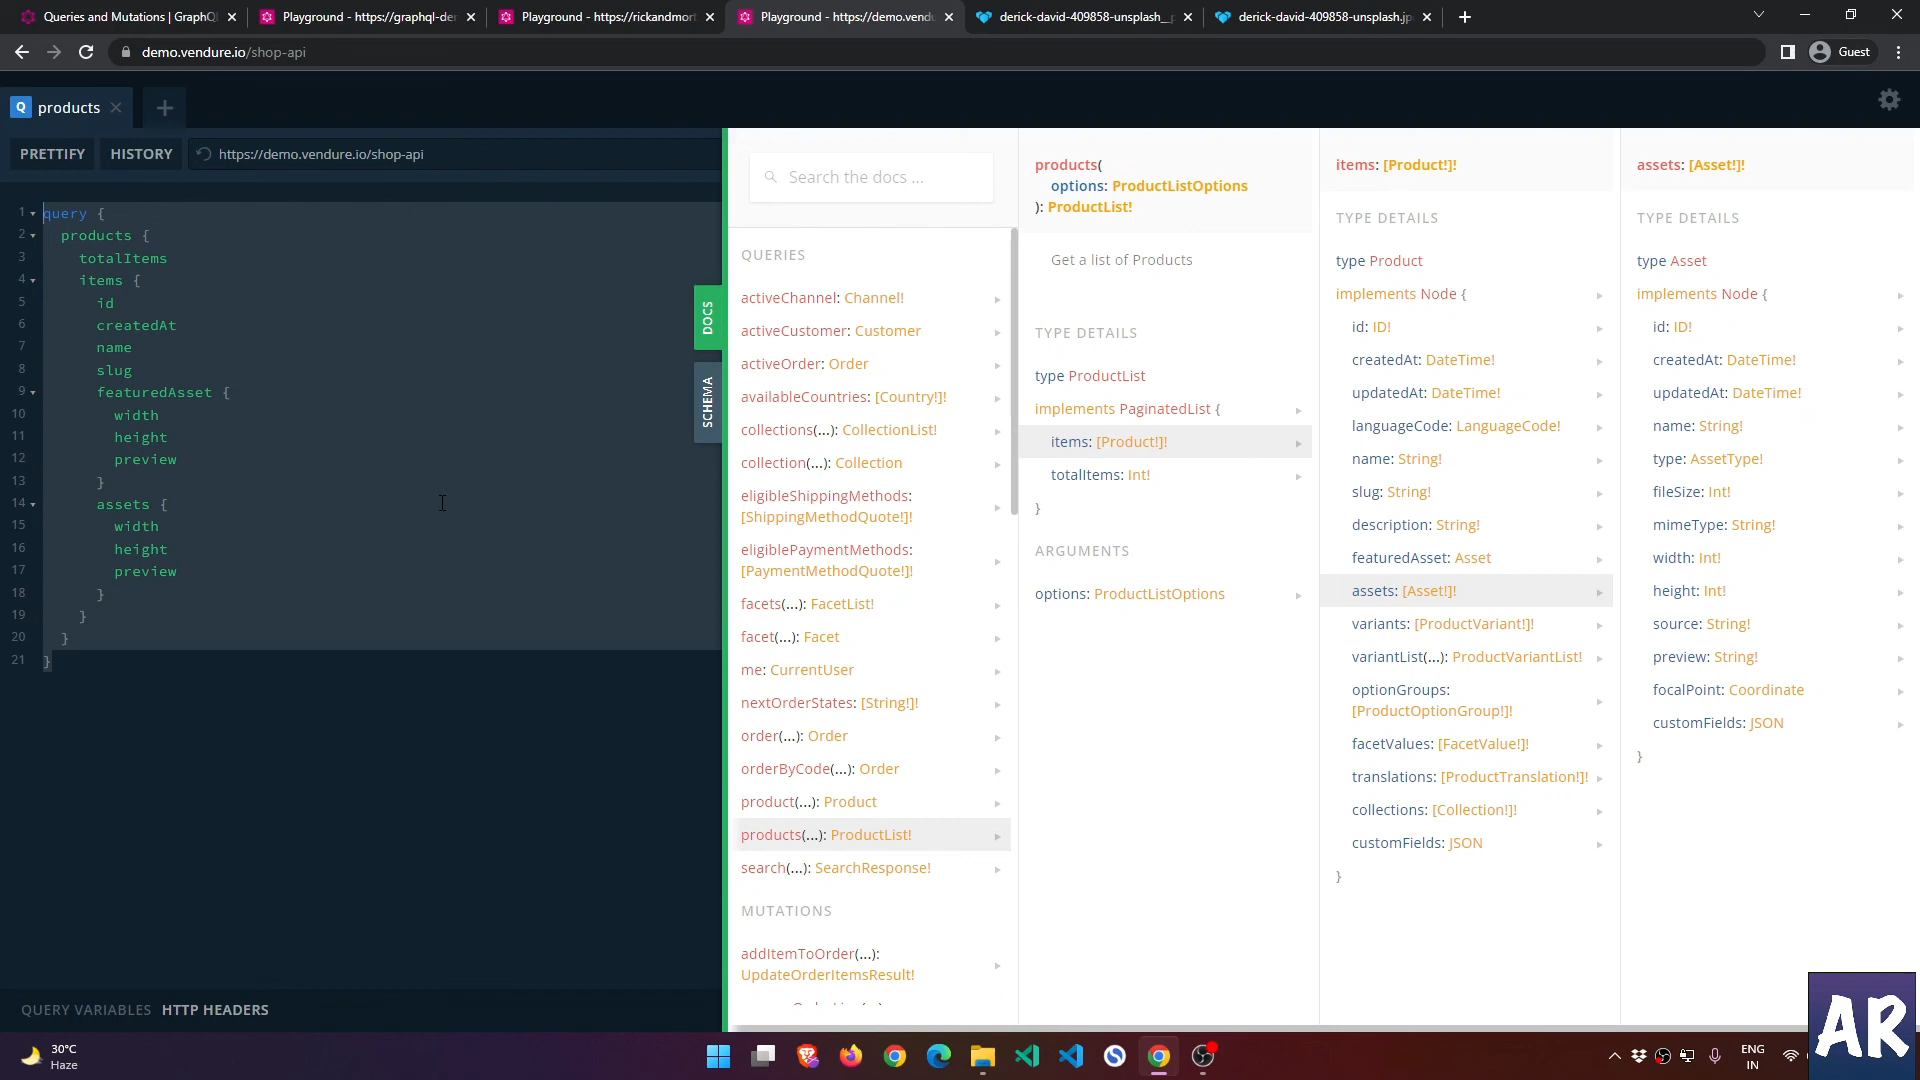 Queries and Mutations | GraphQL
Playground - https://graphql-der
Playground - https://rickandmort
Playground - https://demo.vendu
derick-david-409858-unsplash__p
derick-david-409858-unsplash.jp
demo.vendure.io/shop-api
Guest
Q products
PRETTIFY
HISTORY
https://demo.vendure.io/shop-api
1 query {
2 products {
3 totalItems
4 items {
5 id
6 createdAt
7 name
8 slug
9 featuredAsset {
10 width
11 height
12 preview
13 }
14 assets {
15 width
16 height
17 preview
18 }
19 }
20 }
21 }
QUERY VARIABLES HTTP HEADERS
DOCS
SCHEMA
Search the docs ...
QUERIES
activeChannel: Channel!
activeCustomer: Customer
activeOrder: Order
availableCountries: [Country!]!
collections(...): CollectionList!
collection(...): Collection
eligibleShippingMethods:
[ShippingMethodQuote!]!
eligiblePaymentMethods:
[PaymentMethodQuote!]!
facets(...): FacetList!
facet(...): Facet
me: CurrentUser
nextOrderStates: [String!]!
order(...): Order
orderByCode(...): Order
product(...): Product
products(...): ProductList!
search(...): SearchResponse!
MUTATIONS
addItemToOrder(...):
UpdateOrderItemsResult!
products(
options: ProductListOptions
): ProductList!
Get a list of Products
TYPE DETAILS
type ProductList
implements PaginatedList {
items: [Product!]!
totalItems: Int!
}
ARGUMENTS
options: ProductListOptions
items: [Product!]!
TYPE DETAILS
type Product
implements Node {
id: ID!
createdAt: DateTime!
updatedAt: DateTime!
languageCode: LanguageCode!
name: String!
slug: String!
description: String!
featuredAsset: Asset
assets: [Asset!]!
variants: [ProductVariant!]!
variantList(...): ProductVariantList!
optionGroups:
[ProductOptionGroup!]!
facetValues: [FacetValue!]!
translations: [ProductTranslation!]!
collections: [Collection!]!
customFields: JSON
}
assets: [Asset!]!
TYPE DETAILS
type Asset
implements Node {
id: ID!
createdAt: DateTime!
updatedAt: DateTime!
name: String!
type: AssetType!
fileSize: Int!
mimeType: String!
width: Int!
height: Int!
source: String!
preview: String!
focalPoint: Coordinate
customFields: JSON
}
30°C
Haze
ENG
IN
AR